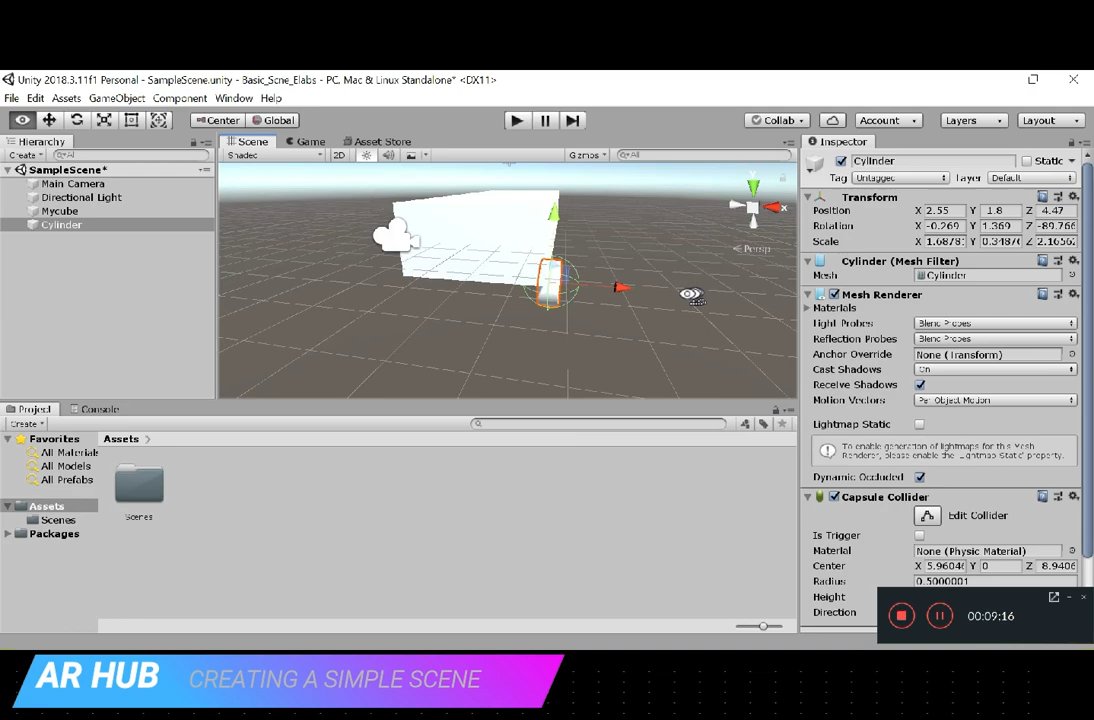 Unity 2018.3.11f1 Personal - SampleScene.unity - Basic_Scne_Elabs - PC, Mac & Linux Standalone* <DX11>
File Edit Assets GameObject Component Window Help
Center Global Collab Account Layers Layout
Hierarchy Scene Game Asset Store Inspector
Create All Shaded 2D Gizmos All
Cylinder Static
SampleScene*
Tag Untagged Layer Default
Main Camera
Directional Light
Mycube
Cylinder
Persp
Transform
Position X 2.55 Y -1.8 Z 4.47
Rotation X -0.269 Y 1.369 Z -89.766
Scale X 1.6878 Y 0.3487 Z 2.1656
Cylinder (Mesh Filter)
Mesh Cylinder
Mesh Renderer
Materials
Light Probes Blend Probes
Reflection Probes Blend Probes
Anchor Override None (Transform)
Cast Shadows On
Receive Shadows
Motion Vectors Per Object Motion
Lightmap Static
To enable generation of lightmaps for this Mesh
Renderer, please enable the 'Lightmap Static' property.
Dynamic Occluded
Capsule Collider
Edit Collider
Is Trigger
Material None (Physic Material)
Center X 5.9604 Y 0 Z 8.9406
Radius 0.5000001
Height
Direction
Project Console
Create
Favorites
All Material
All Models
All Prefabs
Assets
Scenes
Packages
Assets
Scenes
00:09:16
AR HUB CREATING A SIMPLE SCENE